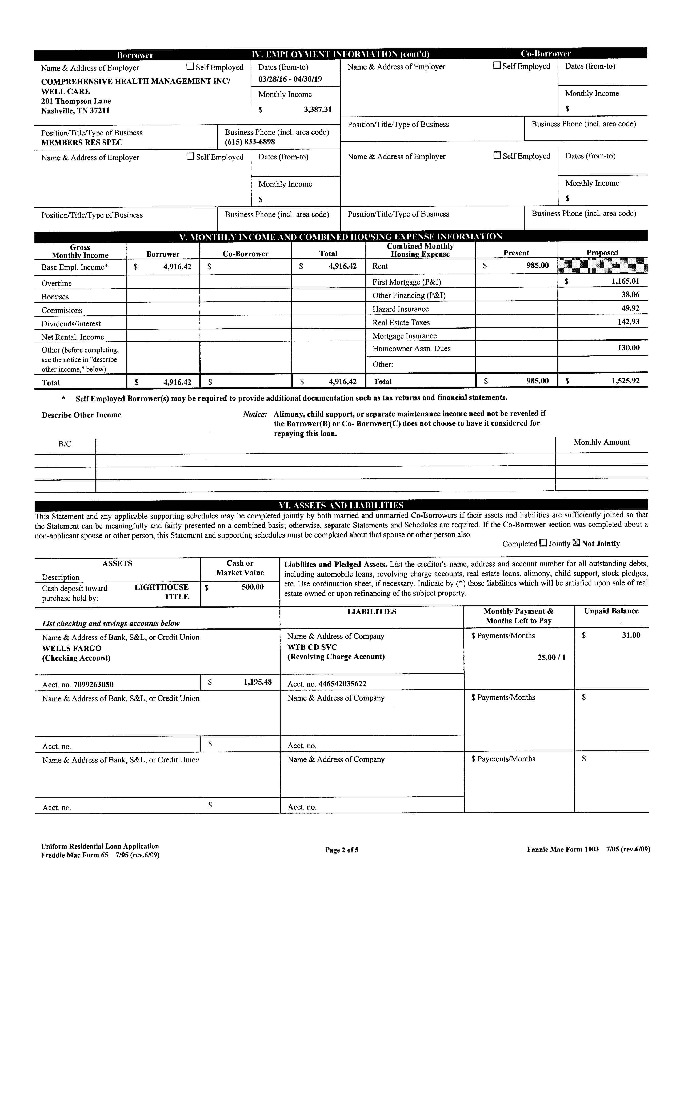 Borrower IV. EMPLOYMENT INFORMATION (cont'd) Co-Borrower
Name & Address of Employer Self Employed Dates (from-to) Name & Address of Employer Self Employed Dates (from-to)
COMPREHENSIVE HEALTH MANAGEMENT INC/ 03/28/16 - 04/30/19
WELL CARE Monthly Income Monthly Income
201 Thompson Lane
Nashville, TN 37211 $ 3,387.31 $
Position/Title/Type of Business Business Phone (incl. area code) Position/Title/Type of Business Business Phone (incl. area code)
MEMBERS RES SPEC (615) 833-6898
Name & Address of Employer Self Employed Dates (from-to) Name & Address of Employer Self Employed Dates (from-to)
Monthly Income Monthly Income
$ $
Position/Title/Type of Business Business Phone (incl. area code) Position/Title/Type of Business Business Phone (incl. area code)
V. MONTHLY INCOME AND COMBINED HOUSING EXPENSE INFORMATION
Gross Monthly Income Borrower Co-Borrower Total Combined Monthly Housing Expense Present Proposed
Base Empl. Income* $ 4,916.42 $ $ 4,916.42 Rent $ 985.00
Overtime First Mortgage (P&I) $ 1,165.01
Bonuses Other Financing (P&I) 38.06
Commissions Hazard Insurance 49.92
Dividends/Interest Real Estate Taxes 142.93
Net Rental Income Mortgage Insurance
Other (before completing, Homeowner Assn. Dues 130.00
see the notice in "describe
other income," below) Other:
Total $ 4,916.42 $ $ 4,916.42 Total $ 985.00 $ 1,525.92
* Self Employed Borrower(s) may be required to provide additional documentation such as tax returns and financial statements.
Describe Other Income Notice: Alimony, child support, or separate maintenance income need not be revealed if
the Borrower(B) or Co- Borrower(C) does not choose to have it considered for
repaying this loan.
B/C Monthly Amount
VI. ASSETS AND LIABILITIES
This Statement and any applicable supporting schedules may be completed jointly by both married and unmarried Co-Borrowers if their assets and liabilities are sufficiently joined so that
the Statement can be meaningfully and fairly presented on a combined basis; otherwise, separate Statements and Schedules are required. If the Co-Borrower section was completed about a
non-applicant spouse or other person, this Statement and supporting schedules must be completed about that spouse or other person also.
Completed Jointly Not Jointly
ASSETS Cash or Market Value
Description
Cash deposit toward purchase held by: LIGHTHOUSE TITLE $ 500.00
Liabilities and Pledged Assets. List the creditor's name, address and account number for all outstanding debts,
including automobile loans, revolving charge accounts, real estate loans, alimony, child support, stock pledges,
etc. Use continuation sheet, if necessary. Indicate by (*) those liabilities which will be satisfied upon sale of real
estate owned or upon refinancing of the subject property.
LIABILITIES Monthly Payment & Months Left to Pay Unpaid Balance
List checking and savings accounts below
Name & Address of Bank, S&L, or Credit Union Name & Address of Company $ Payments/Months $ 31.00
WELLS FARGO WTB CD SVC
(Checking Account) (Revolving Charge Account) 25.00 / 1
Acct. no. 7099263050 $ 1,195.48 Acct. no. 446542035622
Name & Address of Bank, S&L, or Credit Union Name & Address of Company $ Payments/Months $
Acct. no. $ Acct. no.
Name & Address of Bank, S&L, or Credit Union Name & Address of Company $ Payments/Months $
Acct. no. $ Acct. no.
Uniform Residential Loan Application
Freddie Mac Form 65 7/05 (rev.6/09) Page 2 of 5 Fannie Mae Form 1003 7/05 (rev.6/09)